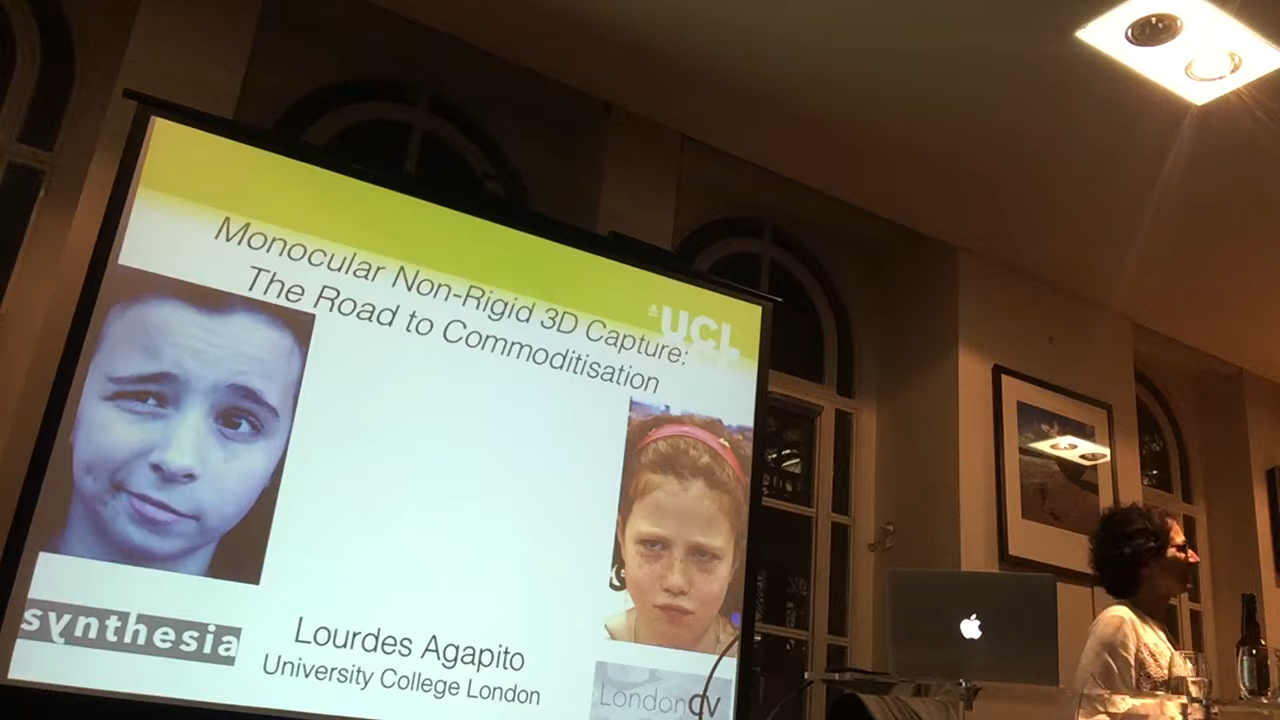 Monocular Non-Rigid 3D Capture:
The Road to Commoditisation
UCL
synthesia
Lourdes Agapito
University College London
LondonCV